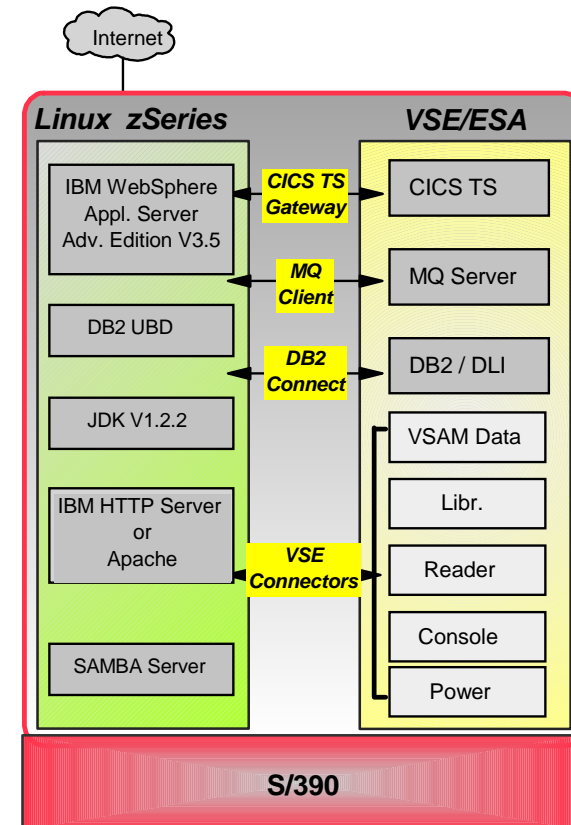 Internet
Linux zSeries
VSE/ESA
IBM WebSphere
Appl. Server
Adv. Edition V3.5
CICS TS
Gateway
CICS TS
MQ
Client
MQ Server
DB2 UBD
DB2
Connect
DB2 / DLI
JDK V1.2.2
VSAM Data
IBM HTTP Server
or
Apache
Libr.
VSE
Connectors
Reader
Console
SAMBA Server
Power
S/390